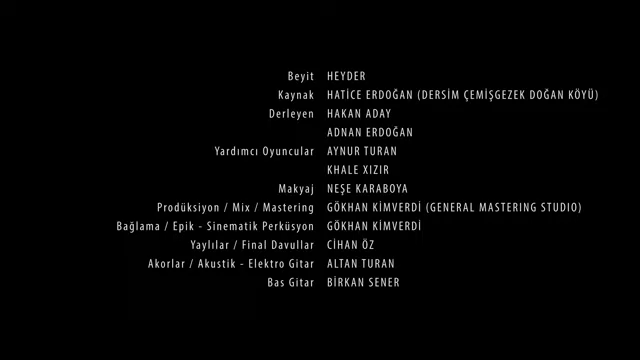 Beyit HEYDER
Kaynak HATİCE ERDOĞAN (DERSİM ÇEMİŞGEZEK DOĞAN KÖYÜ)
Derleyen HAKAN ADAY
ADNAN ERDOĞAN
Yardımcı Oyuncular AYNUR TURAN
KHALE XIZIR
Makyaj NEŞE KARABOYA
Prodüksiyon / Mix / Mastering GÖKHAN KİMVERDİ (GENERAL MASTERING STUDIO)
Bağlama / Epik - Sinematik Perküsyon GÖKHAN KİMVERDİ
Yaylılar / Final Davullar CİHAN ÖZ
Akorlar / Akustik - Elektro Gitar ALTAN TURAN
Bas Gitar BİRKAN SENER